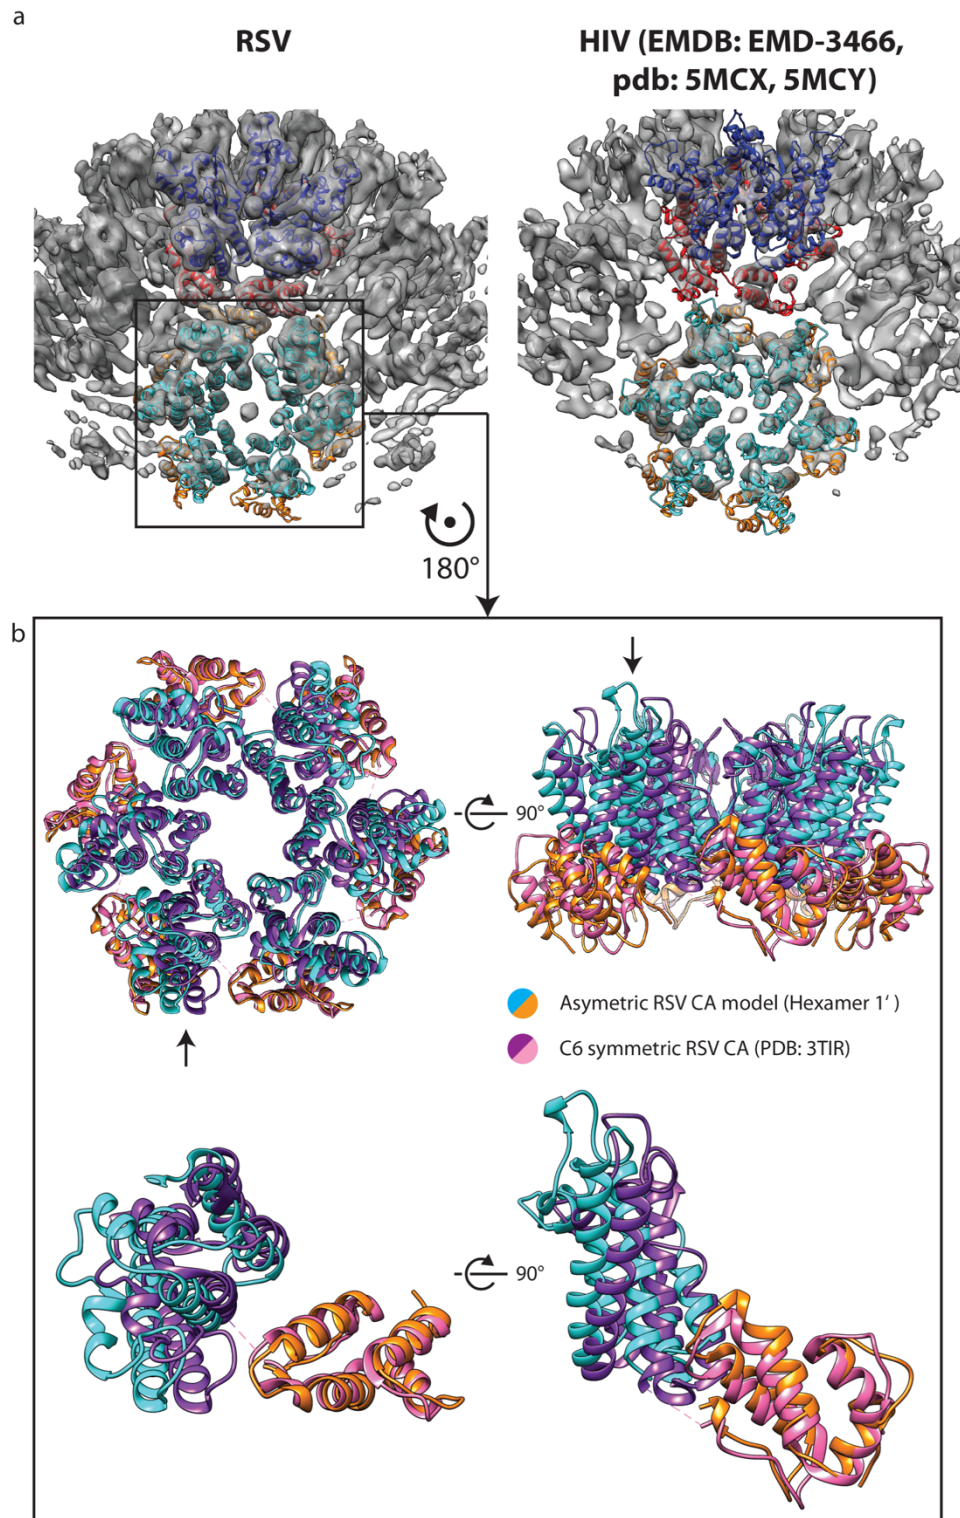 a
RSV
HIV (EMDB: EMD-3466,
pdb: 5MCX, 5MCY)
180°
b
90°
Asymetric RSV CA model (Hexamer 1′ )
C6 symmetric RSV CA (PDB: 3TIR)
90°